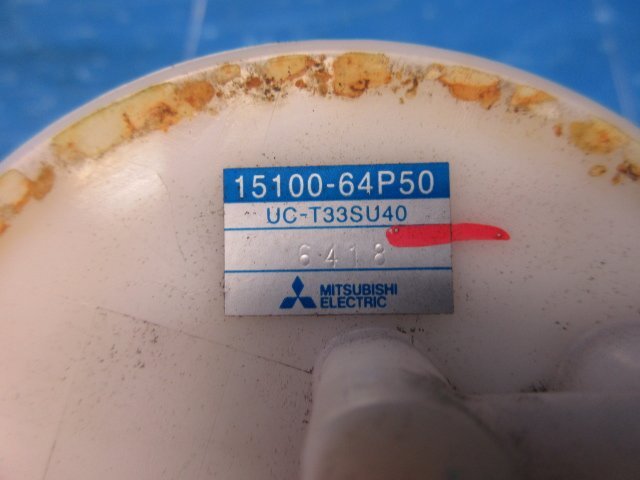 15100-64P50
UC-T33SU40
6418
MITSUBISHI
ELECTRIC